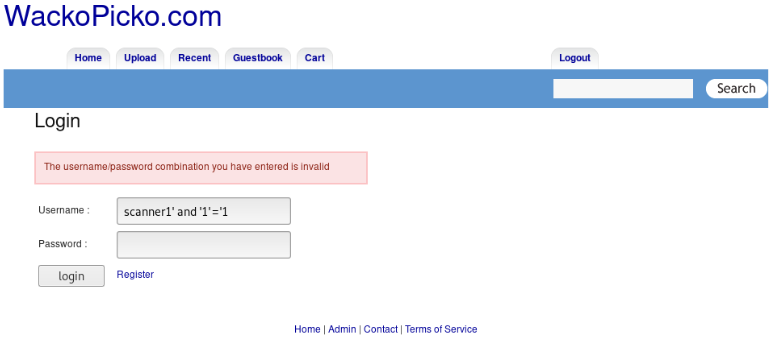 WackoPicko.com
Home Upload Recent Guestbook Cart Logout
Search
Login
The username/password combination you have entered is invalid
Username : scanner1' and '1'='1
Password :
login Register
Home | Admin | Contact | Terms of Service